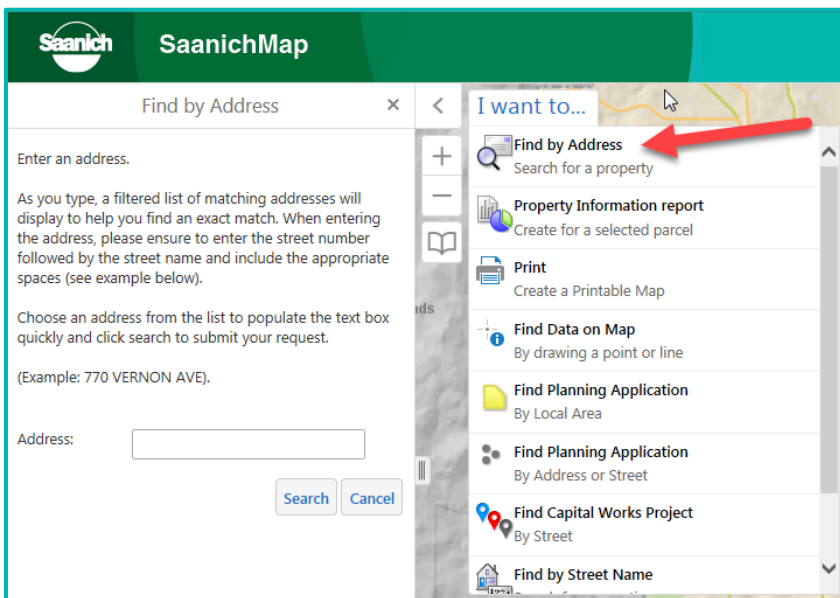 Saanich
SaanichMap
Find by Address
Enter an address.
As you type, a filtered list of matching addresses will
display to help you find an exact match. When entering
the address, please ensure to enter the street number
followed by the street name and include the appropriate
spaces (see example below).
Choose an address from the list to populate the text box
quickly and click search to submit your request.
(Example: 770 VERNON AVE).
Address:
Search Cancel
I want to...
Find by Address
Search for a property
Property Information report
Create for a selected parcel
Print
Create a Printable Map
Find Data on Map
By drawing a point or line
Find Planning Application
By Local Area
Find Planning Application
By Address or Street
Find Capital Works Project
By Street
Find by Street Name